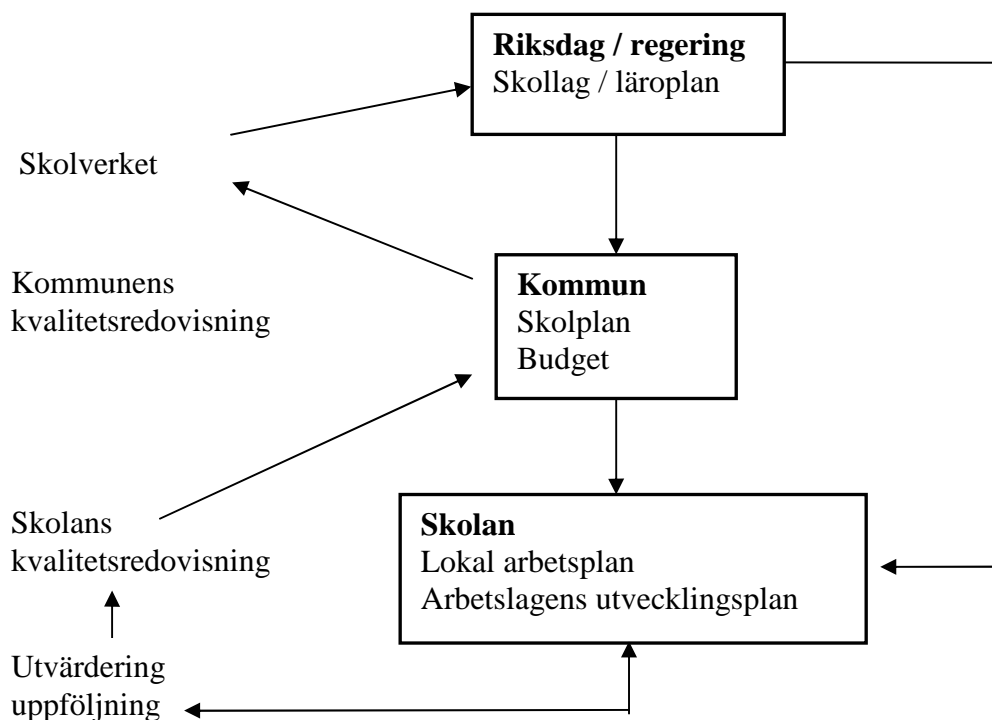 Riksdag / regering
Skollag / läroplan
Skolverket
Kommunens
kvalitetsredovisning
Kommun
Skolplan
Budget
Skolans
kvalitetsredovisning
Skolan
Lokal arbetsplan
Arbetslagens utvecklingsplan
Utvärdering
uppföljning